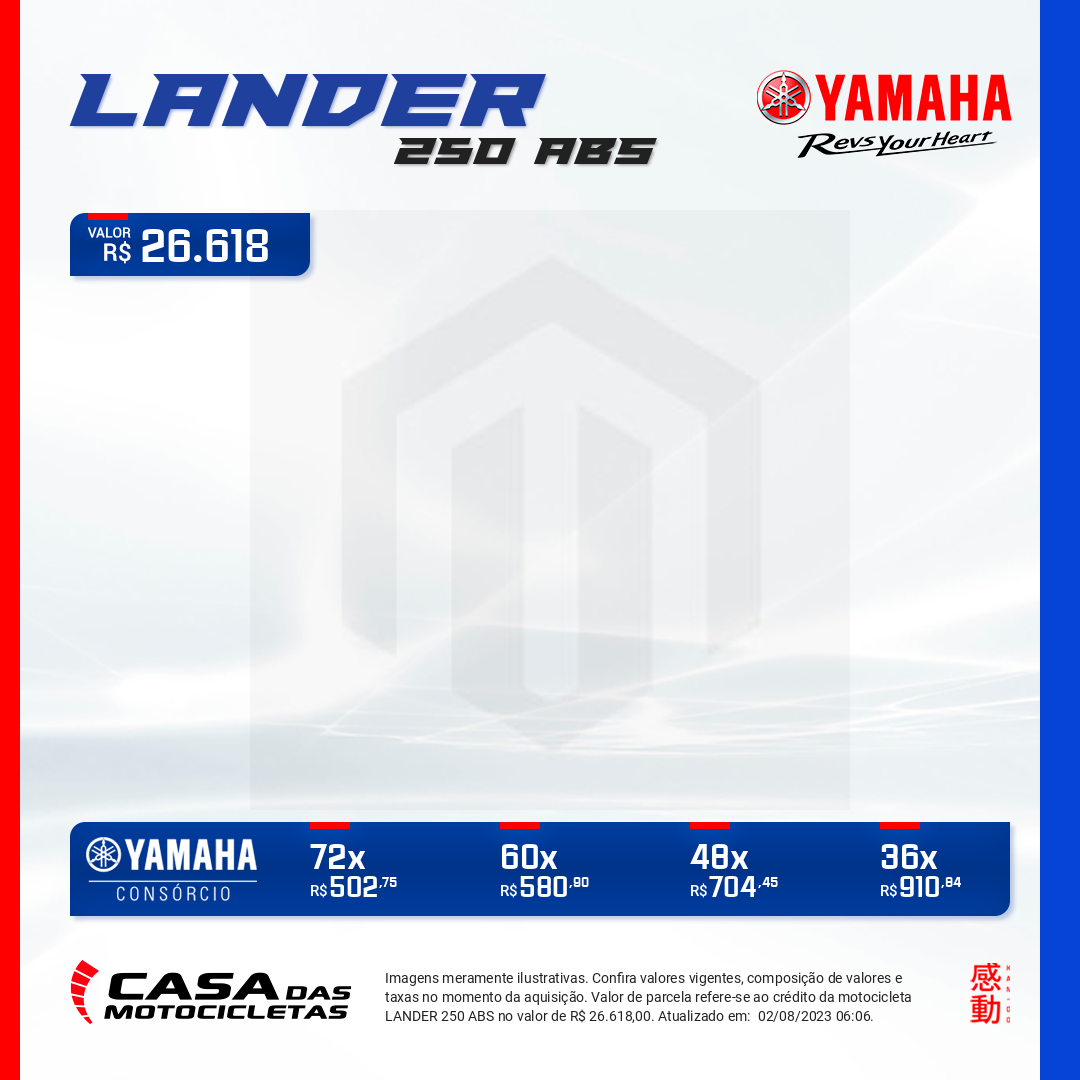 LANDER
250 ABS
YAMAHA
Revs Your Heart
VALOR
R$ 26.618
YAMAHA
CONSÓRCIO
72x
R$ 502,75
60x
R$ 580,80
48x
R$ 704,45
36x
R$ 910,84
CASA DAS
MOTOCICLETAS
Imagens meramente ilustrativas. Confira valores vigentes, composição de valores e
taxas no momento da aquisição. Valor de parcela refere-se ao crédito da motocicleta
LANDER 250 ABS no valor de R$ 26.618,00. Atualizado em: 02/08/2023 06:06.
感動